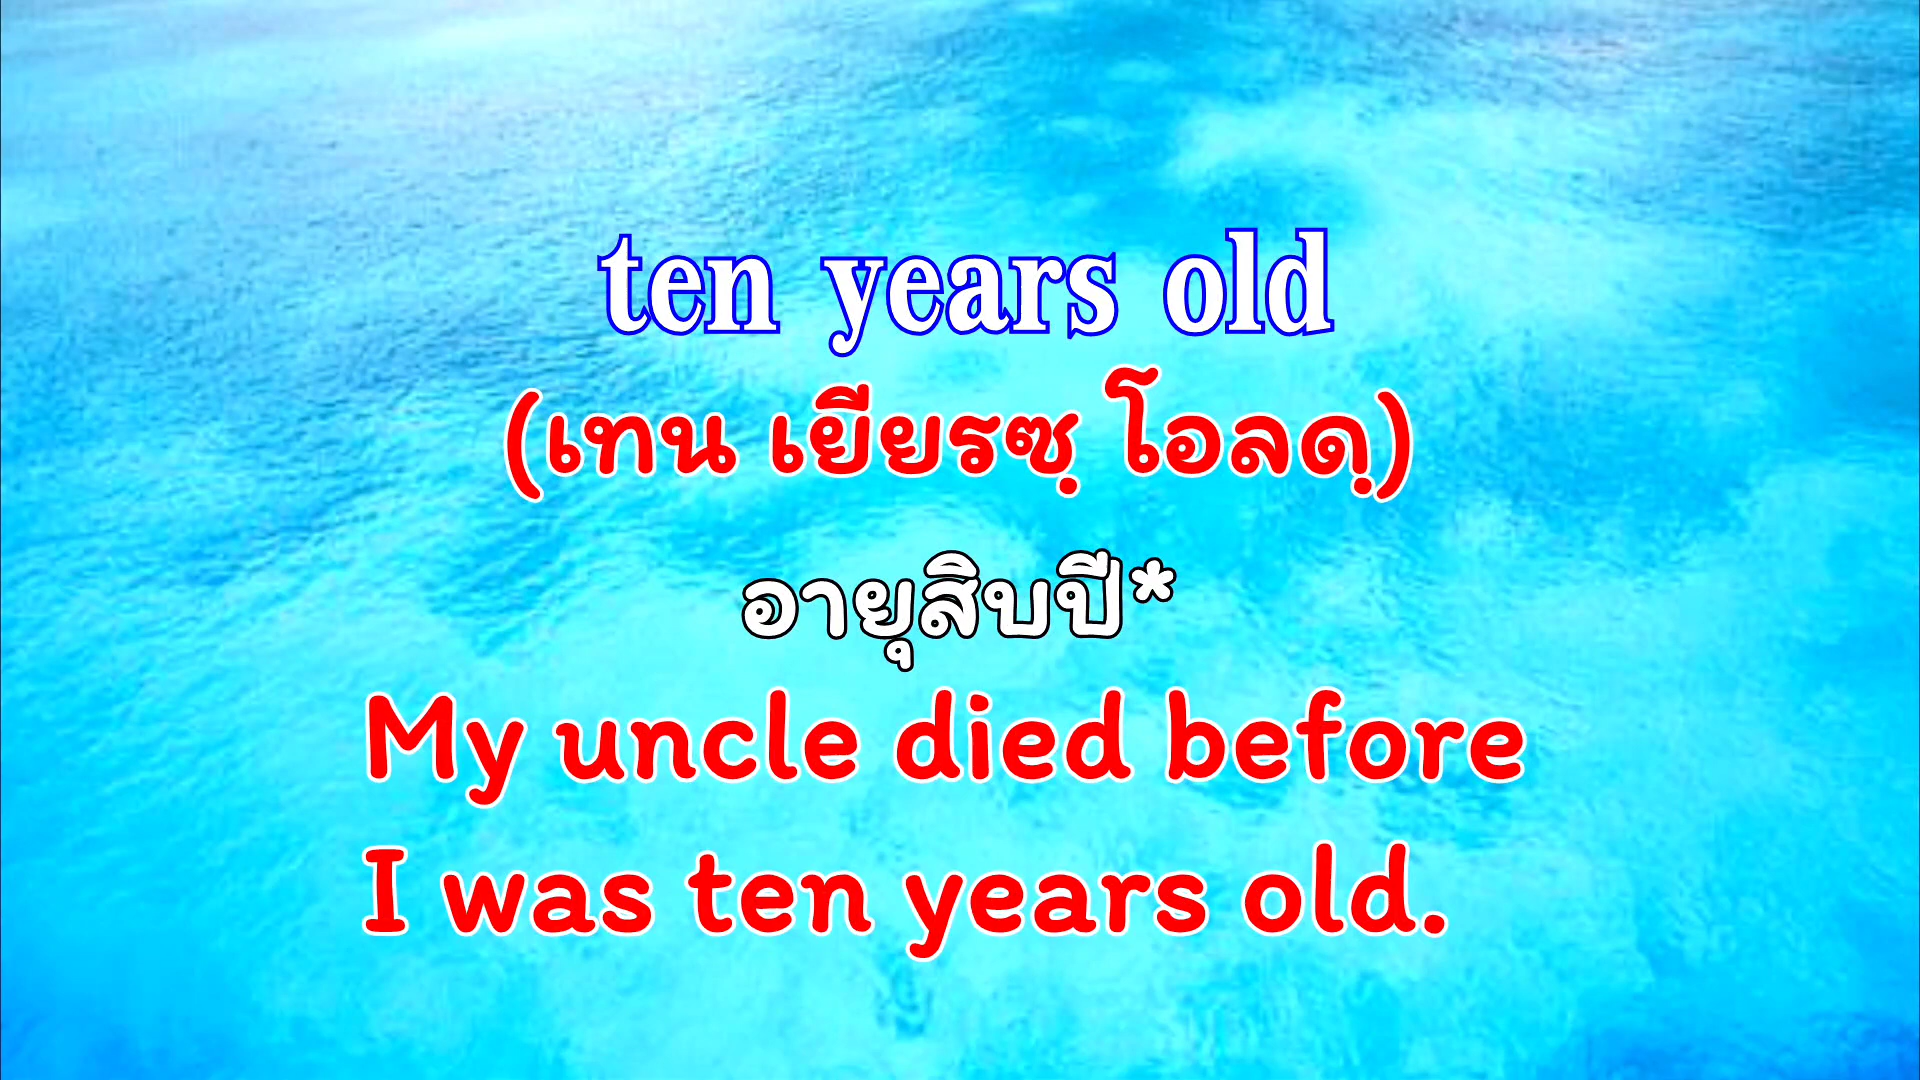 ten years old
(เทน เยียรซฺ โอลดฺ)
อายุสิบปี*
My uncle died before
I was ten years old.